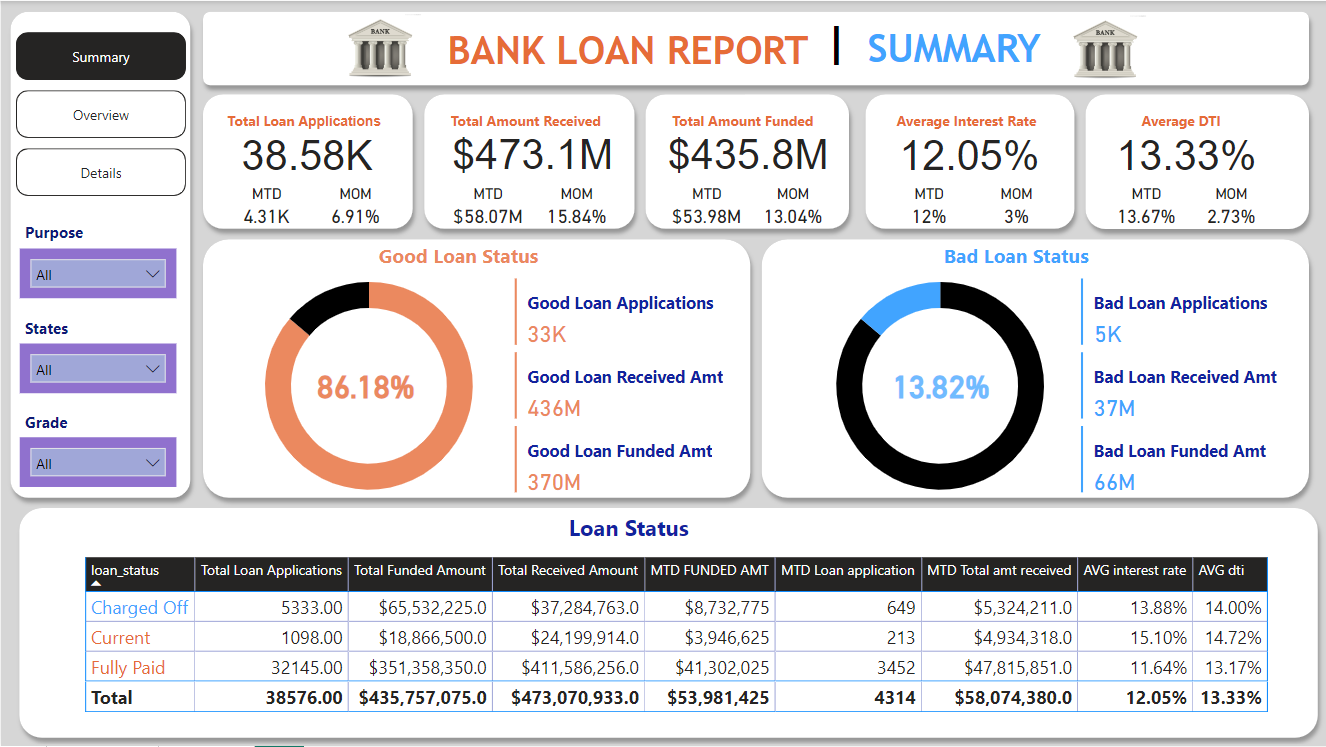 BANK
BANK LOAN REPORT | SUMMARY
BANK
Summary
Overview
Details
Purpose
All
States
All
Grade
All
Total Loan Applications
38.58K
MTD MOM
4.31K 6.91%
Total Amount Received
$473.1M
MTD MOM
$58.07M 15.84%
Total Amount Funded
$435.8M
MTD MOM
$53.98M 13.04%
Average Interest Rate
12.05%
MTD MOM
12% 3%
Average DTI
13.33%
MTD MOM
13.67% 2.73%
Good Loan Status
86.18%
Good Loan Applications
33K
Good Loan Received Amt
436M
Good Loan Funded Amt
370M
Bad Loan Status
13.82%
Bad Loan Applications
5K
Bad Loan Received Amt
37M
Bad Loan Funded Amt
66M
Loan Status
loan_status Total Loan Applications Total Funded Amount Total Received Amount MTD FUNDED AMT MTD Loan application MTD Total amt received AVG interest rate AVG dti
Charged Off 5333.00 $65,532,225.0 $37,284,763.0 $8,732,775 649 $5,324,211.0 13.88% 14.00%
Current 1098.00 $18,866,500.0 $24,199,914.0 $3,946,625 213 $4,934,318.0 15.10% 14.72%
Fully Paid 32145.00 $351,358,350.0 $411,586,256.0 $41,302,025 3452 $47,815,851.0 11.64% 13.17%
Total 38576.00 $435,757,075.0 $473,070,933.0 $53,981,425 4314 $58,074,380.0 12.05% 13.33%